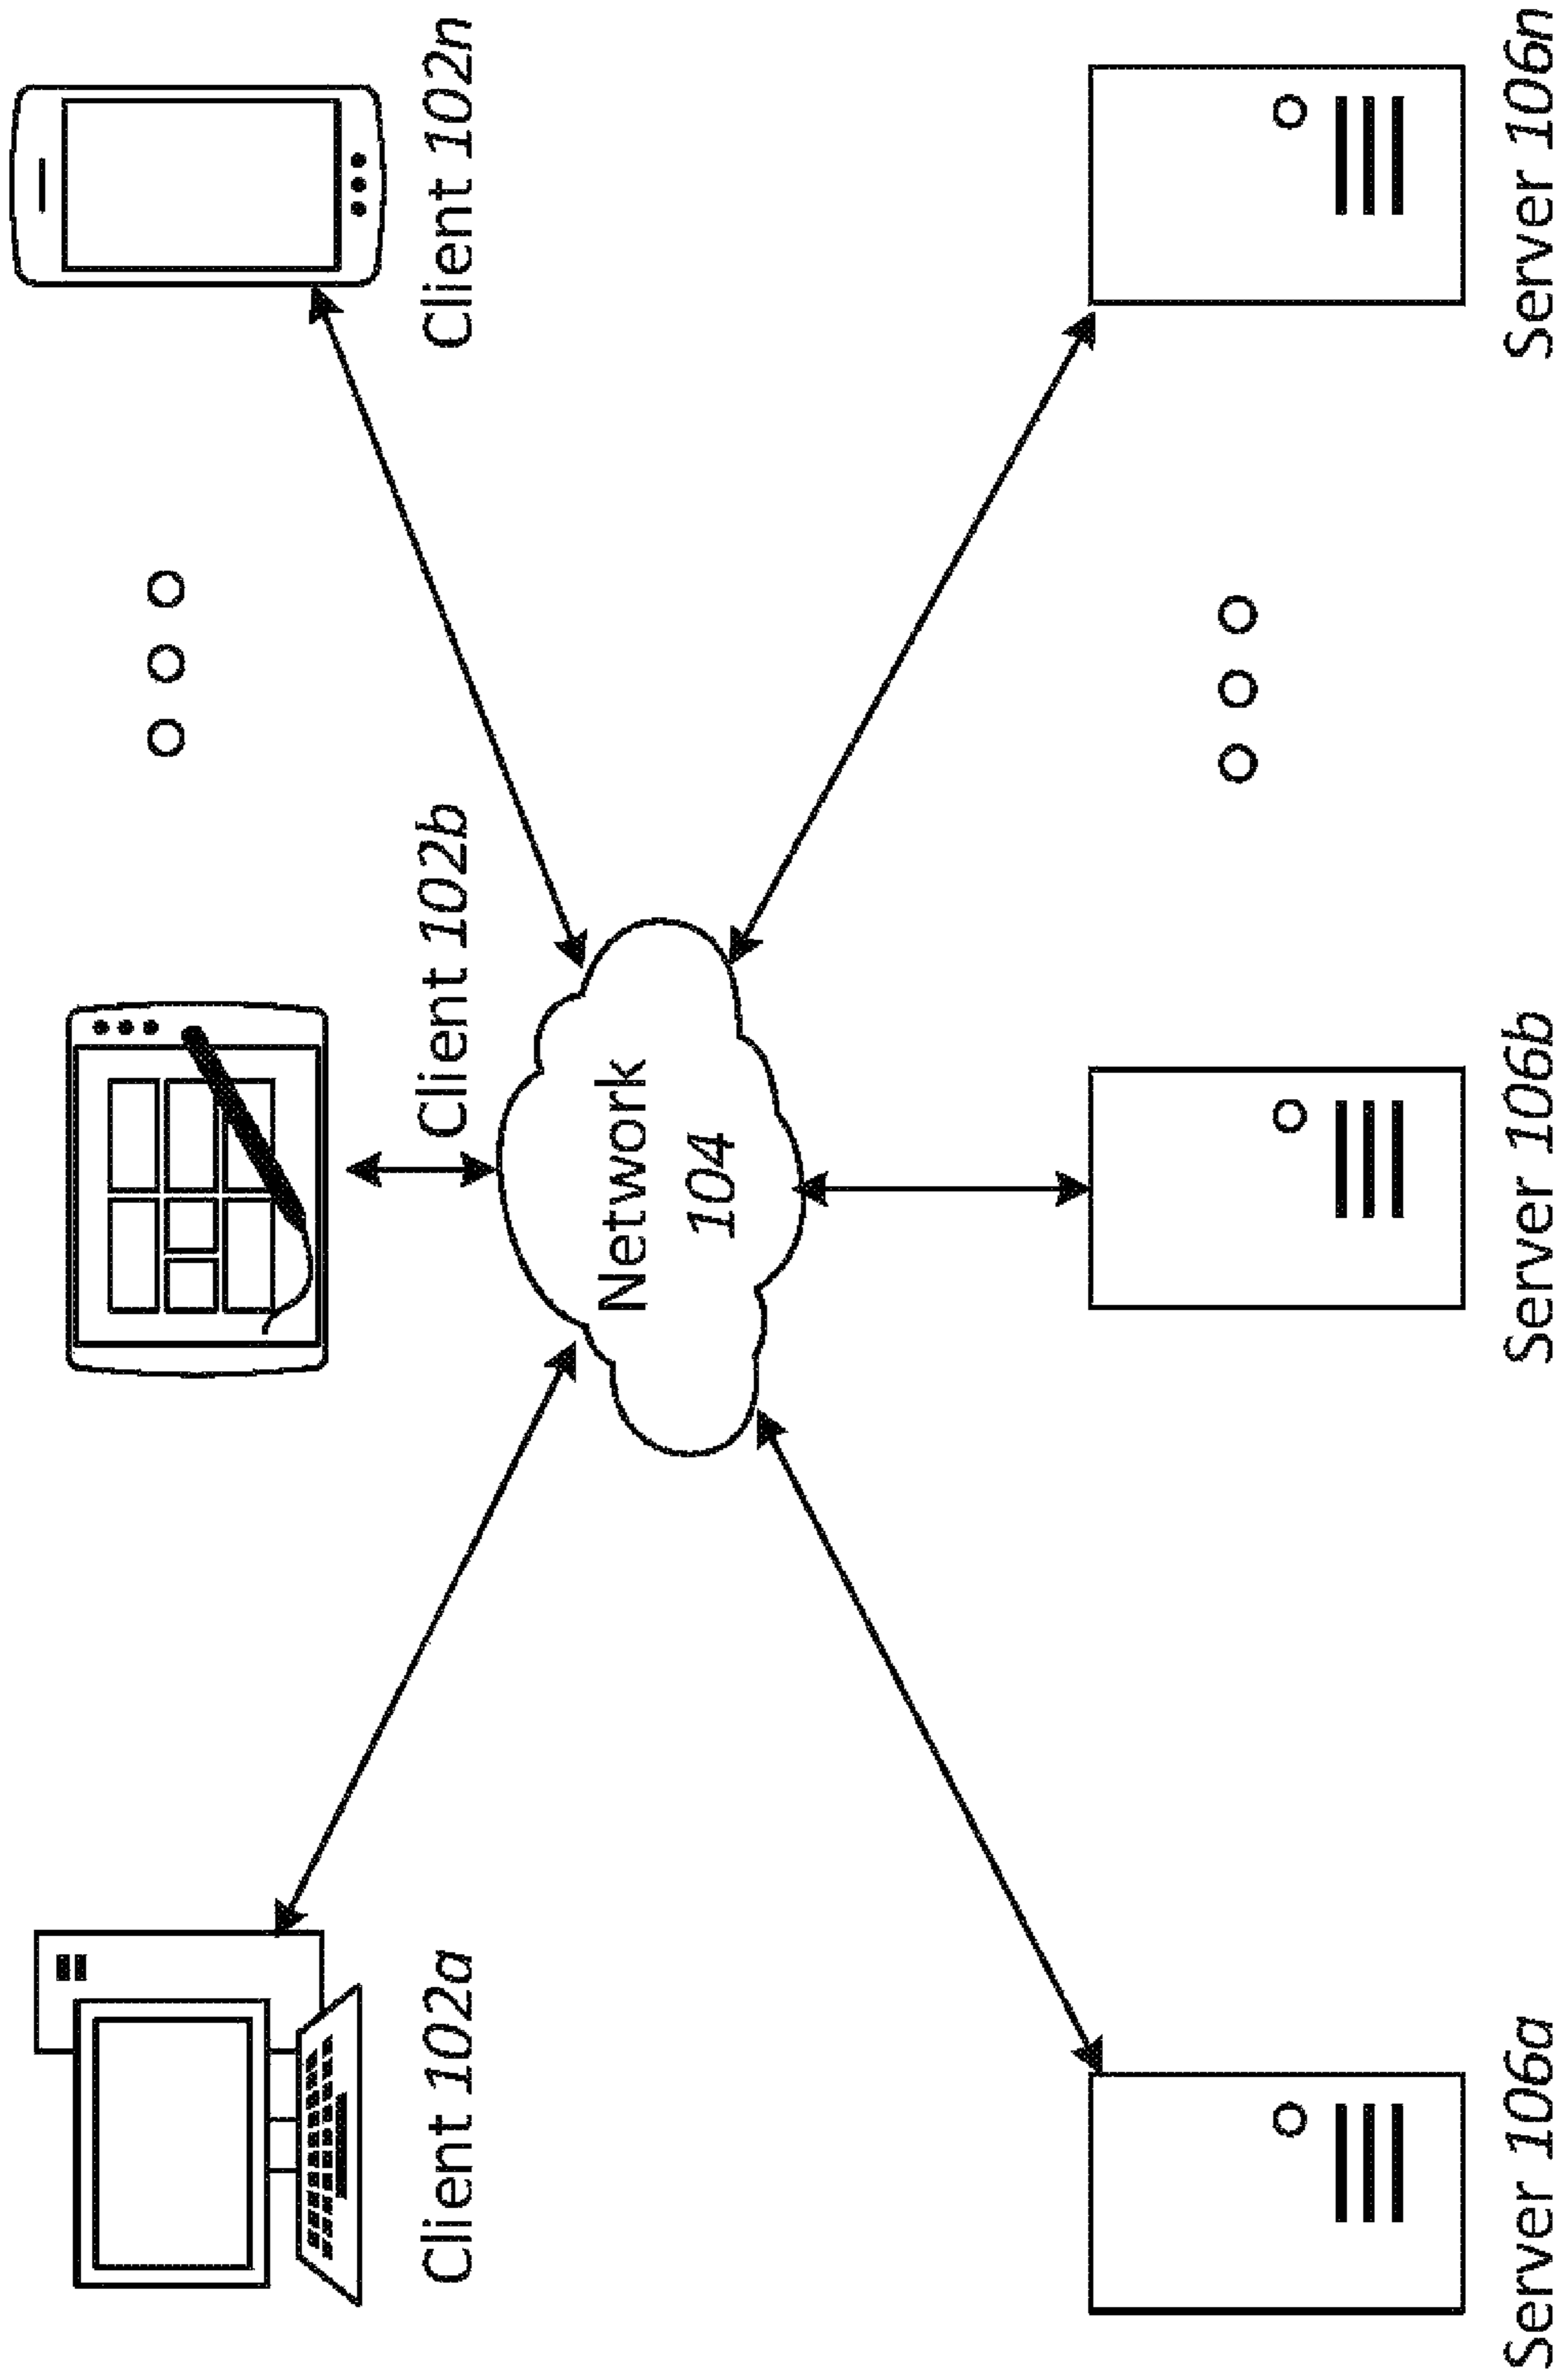 Client 102a
Client 102b
Client 102n
Network
104
Server 106a
Server 106b
Server 106n